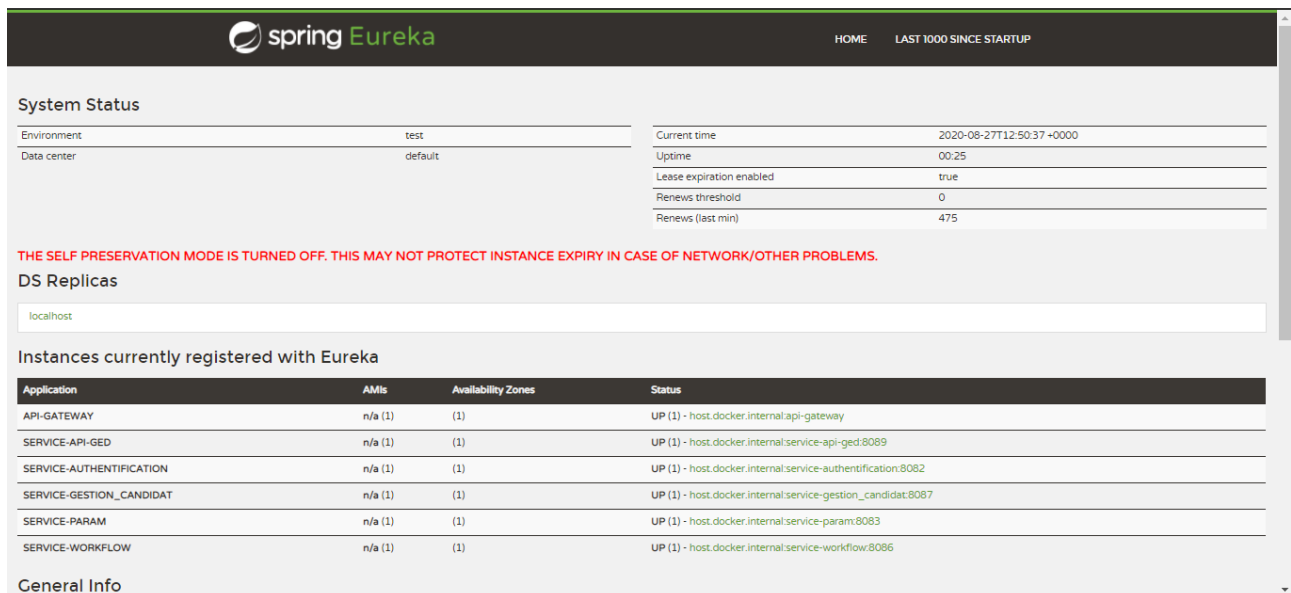 spring Eureka
HOME LAST 1000 SINCE STARTUP
System Status
Environment test
Data center default
Current time 2020-08-27T12:50:37 +0000
Uptime 00:25
Lease expiration enabled true
Renews threshold 0
Renews (last min) 475
THE SELF PRESERVATION MODE IS TURNED OFF. THIS MAY NOT PROTECT INSTANCE EXPIRY IN CASE OF NETWORK/OTHER PROBLEMS.
DS Replicas
localhost
Instances currently registered with Eureka
Application AMIs Availability Zones Status
API-GATEWAY n/a (1) (1) UP (1) - host.docker.internal:api-gateway
SERVICE-API-GED n/a (1) (1) UP (1) - host.docker.internal:service-api-ged:8089
SERVICE-AUTHENTIFICATION n/a (1) (1) UP (1) - host.docker.internal:service-authentification:8082
SERVICE-GESTION_CANDIDAT n/a (1) (1) UP (1) - host.docker.internal:service-gestion_candidat:8087
SERVICE-PARAM n/a (1) (1) UP (1) - host.docker.internal:service-param:8083
SERVICE-WORKFLOW n/a (1) (1) UP (1) - host.docker.internal:service-workflow:8086
General Info